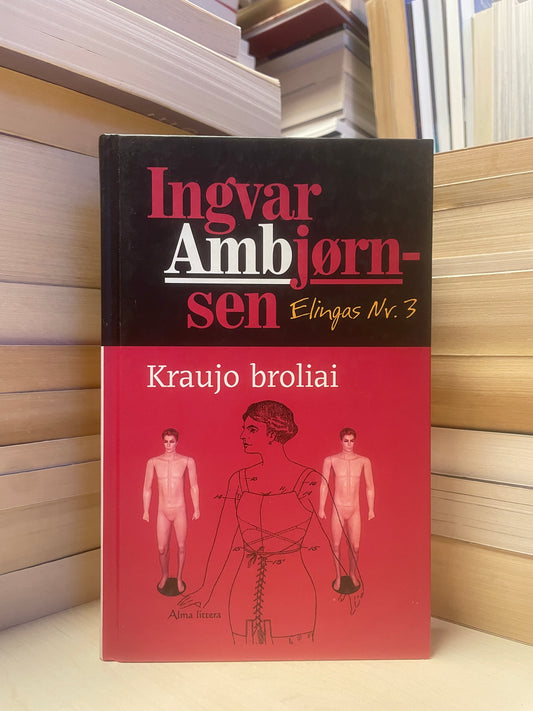 Ingvar
Ambjørn-
sen Elingas Nr. 3
Kraujo broliai
Alma littera